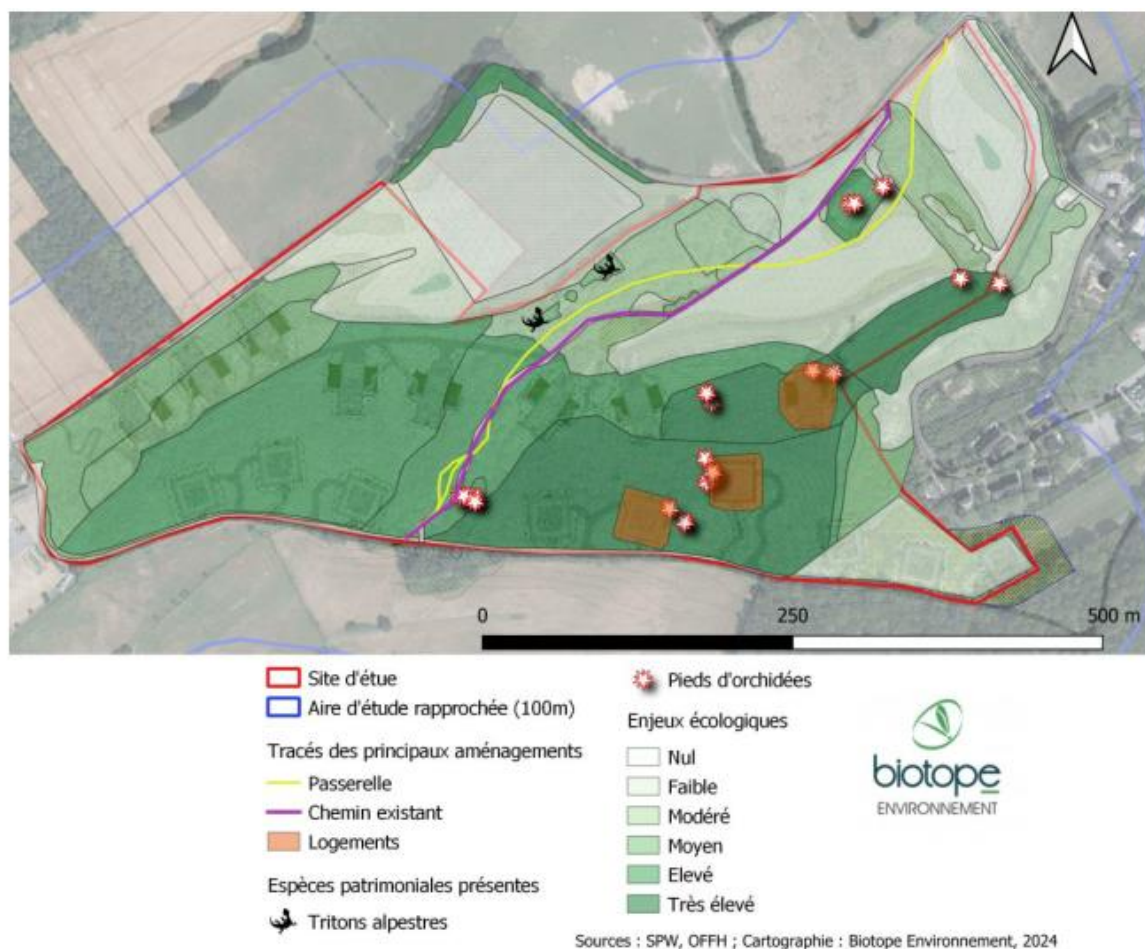 0 250 500 m
Site d'étue
Aire d'étude rapprochée (100m)
Tracés des principaux aménagements
Passerelle
Chemin existant
Logements
Espèces patrimoniales présentes
Tritons alpestres
Pieds d'orchidées
Enjeux écologiques
Nul
Faible
Modéré
Moyen
Elevé
Très élevé
biotope
ENVIRONNEMENT
Sources : SPW, OFFH ; Cartographie : Biotope Environnement, 2024